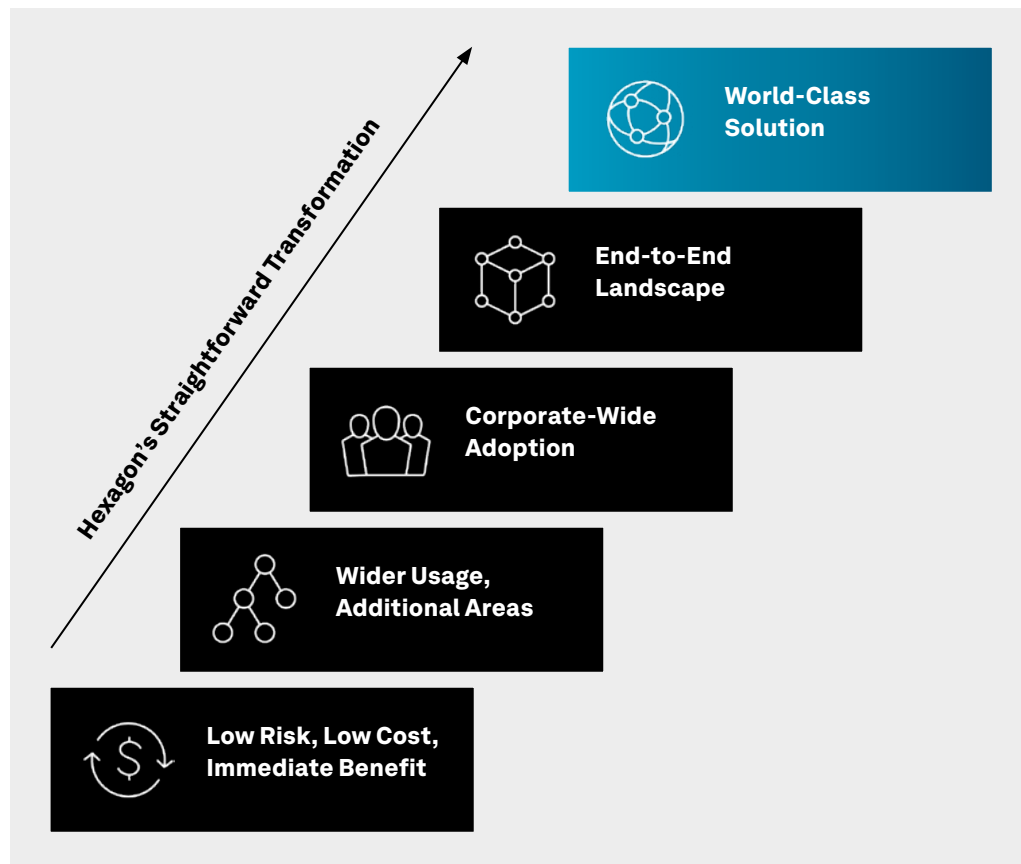 World-Class
Solution
End-to-End
Landscape
Hexagon's Straightforward Transformation
Corporate-Wide
Adoption
Wider Usage,
Additional Areas
Low Risk, Low Cost,
Immediate Benefit